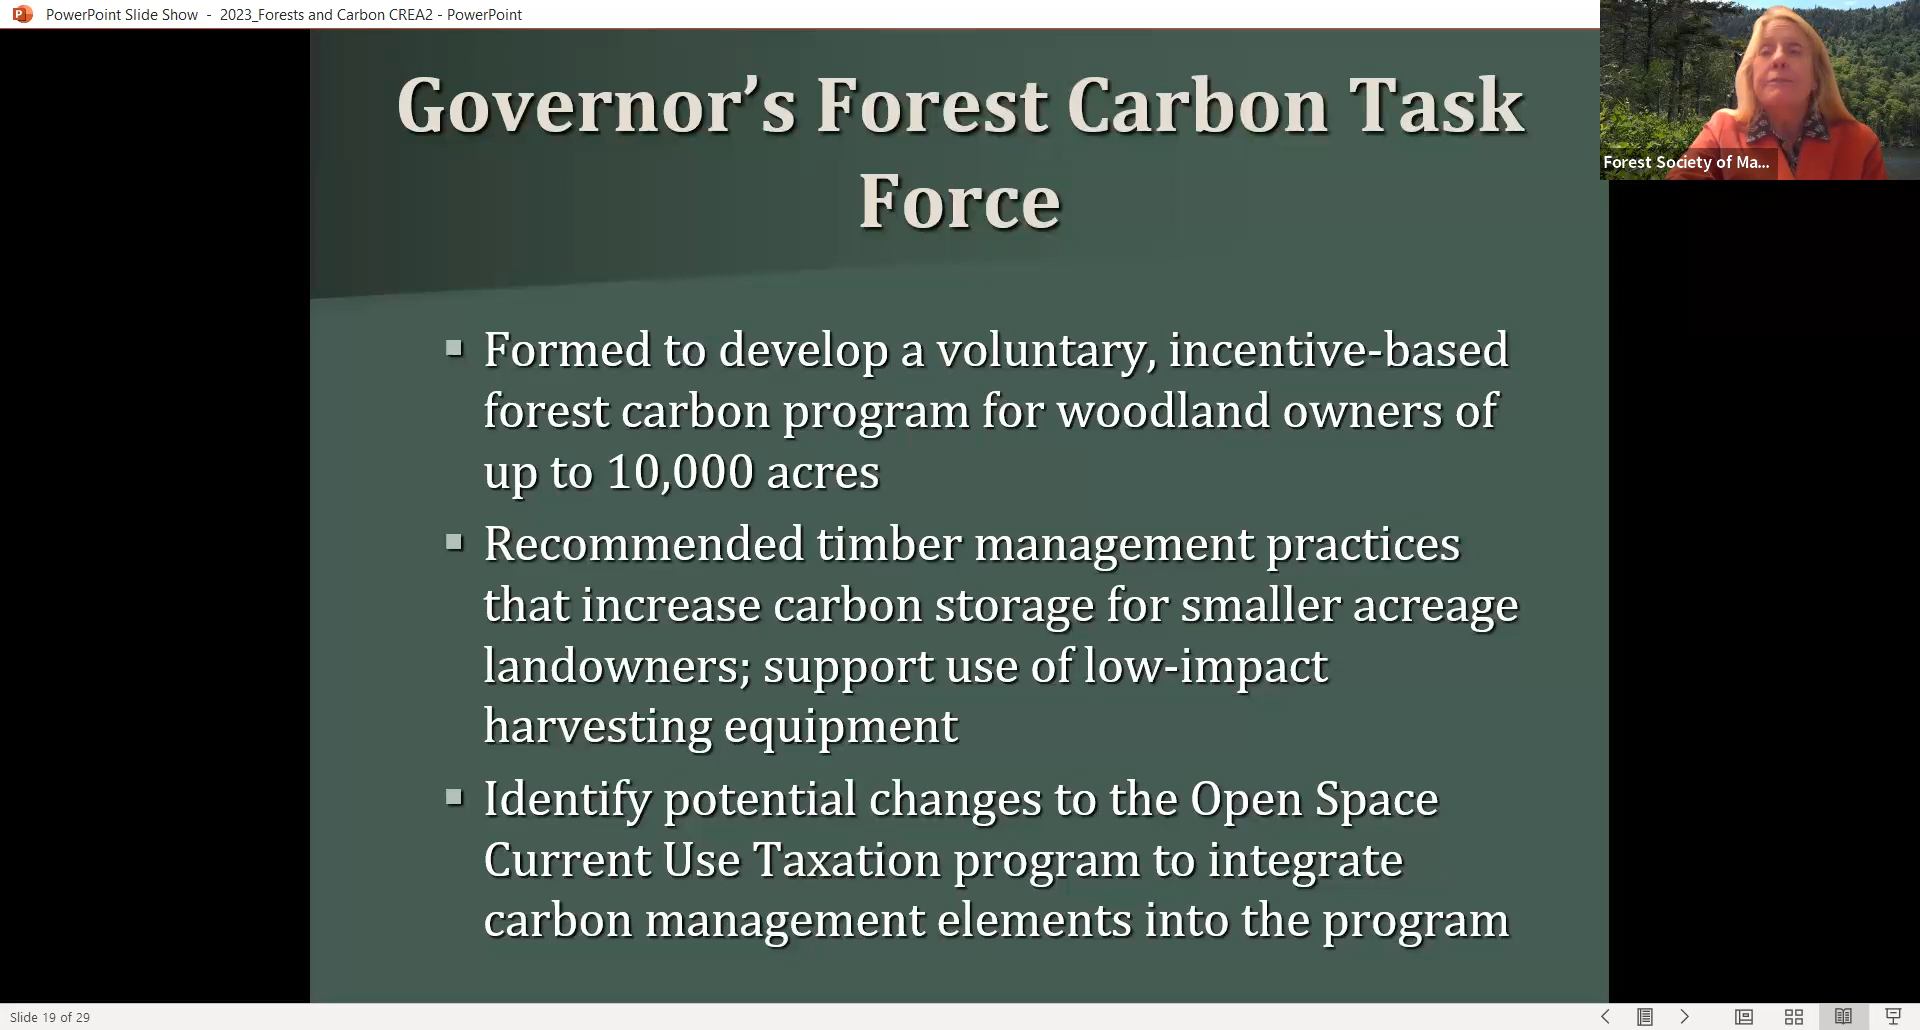 PowerPoint Slide Show - 2023_Forests and Carbon CREA2 - PowerPoint
Governor’s Forest Carbon Task
Force
Forest Society of Ma...
▪ Formed to develop a voluntary, incentive-based
forest carbon program for woodland owners of
up to 10,000 acres
▪ Recommended timber management practices
that increase carbon storage for smaller acreage
landowners; support use of low-impact
harvesting equipment
▪ Identify potential changes to the Open Space
Current Use Taxation program to integrate
carbon management elements into the program
Slide 19 of 29